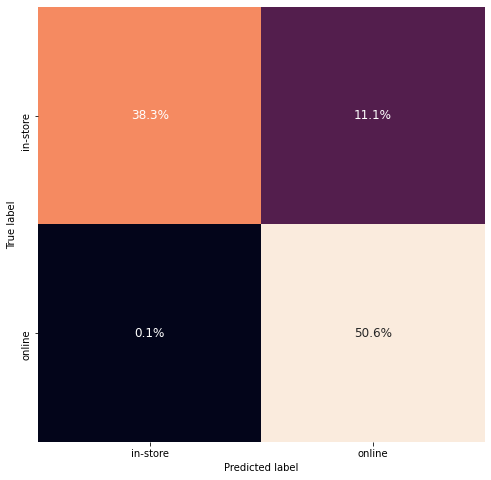 True label
in-store
38.3%
11.1%
online
0.1%
50.6%
in-store
online
Predicted label